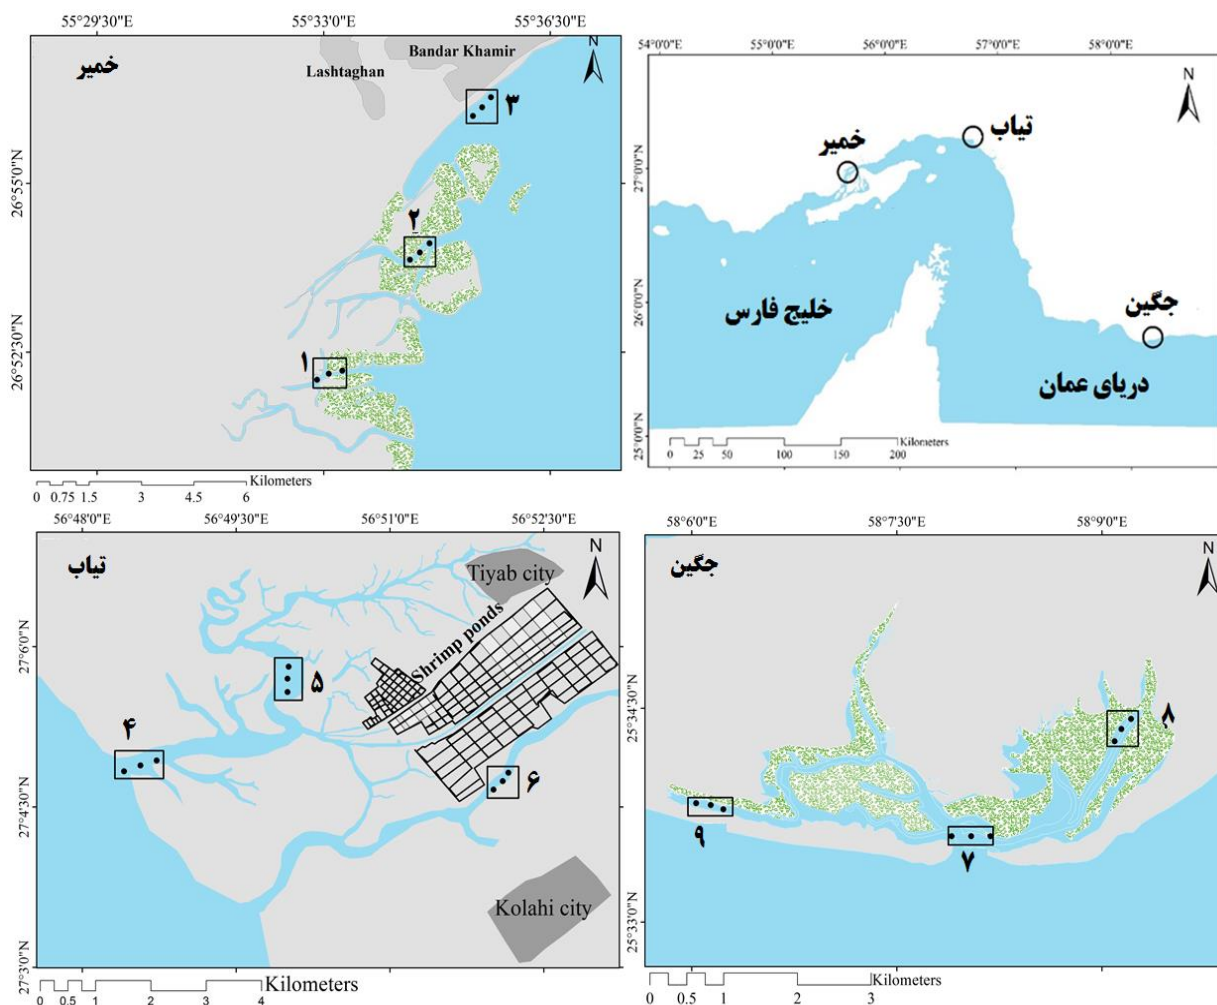 55°29'30"E 55°33'0"E 55°36'30"E
خمیر
Lashtaghan
Bandar Khamir
N
۳
26°55'0"N
۲
26°52'30"N
۱
Kilometers
0 0.75 1.5 3 4.5 6
54°0'0"E 55°0'0"E 56°0'0"E 57°0'0"E 58°0'0"E
N
تیاب
خمیر
27°0'0"N
جگین
خلیج فارس
26°0'0"N
دریای عمان
25°0'0"N
Kilometers
0 25 50 100 150 200
56°48'0"E 56°49'30"E 56°51'0"E 56°52'30"E
تیاب
N
Tiyab city
Shrimp ponds
27°6'0"N
۵
۴
۶
27°4'30"N
Kolahi city
27°3'0"N
Kilometers
0 0.5 1 2 3 4
58°6'0"E 58°7'30"E 58°9'0"E
جگین
N
25°34'30"N
۸
۹
۷
25°33'0"N
Kilometers
0 0.5 1 2 3